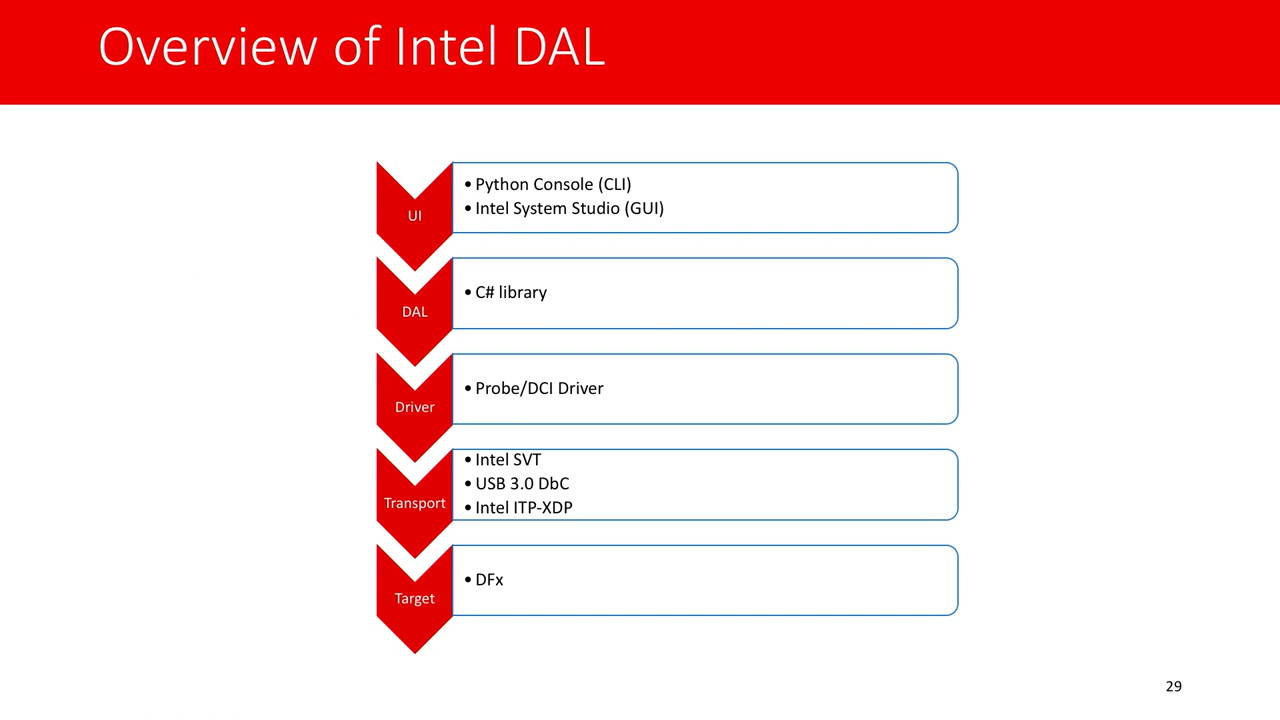 Overview of Intel DAL
UI
• Python Console (CLI)
• Intel System Studio (GUI)
DAL
• C# library
Driver
• Probe/DCI Driver
Transport
• Intel SVT
• USB 3.0 DbC
• Intel ITP-XDP
Target
• DFx
29